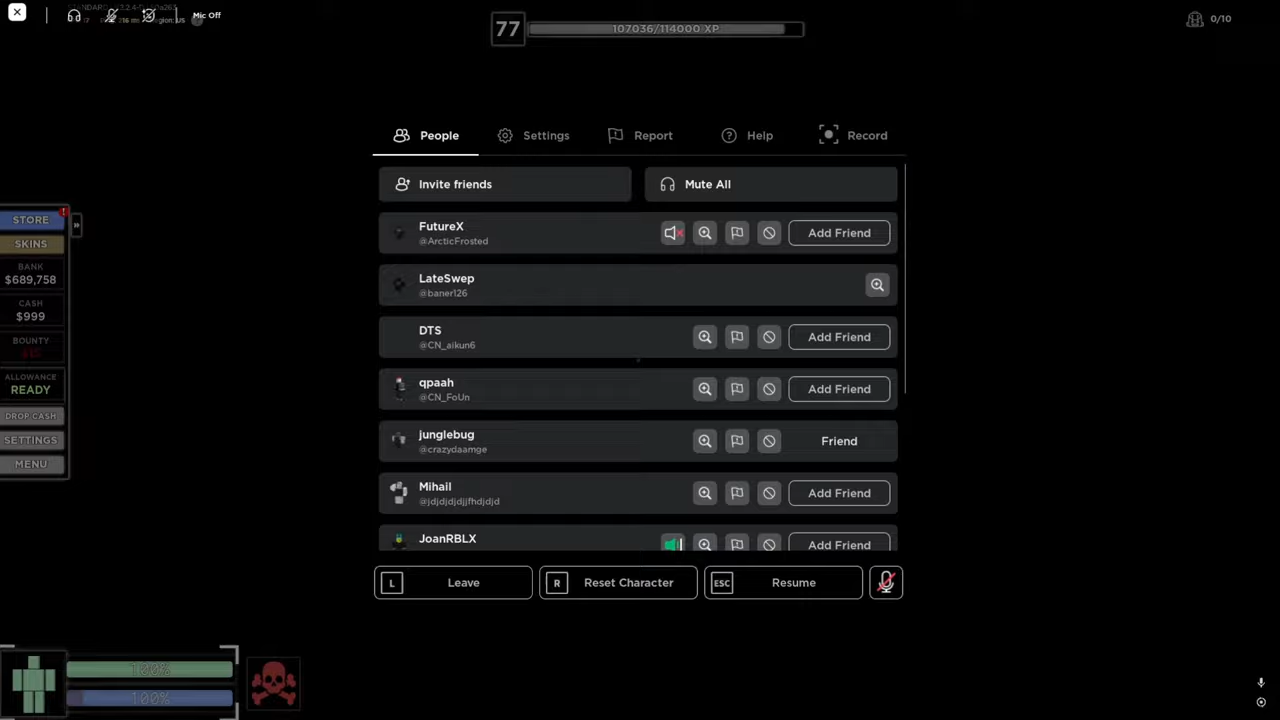 Mic Off
77
107036/114000 XP
0/10
People
Settings
Report
Help
Record
Invite friends
Mute All
STORE
SKINS
BANK
$689,758
CASH
$999
BOUNTY
ALLOWANCE
READY
DROP CASH
SETTINGS
MENU
FutureX
@ArcticFrosted
Add Friend
LateSwep
@baner126
DTS
@CN_aikun6
Add Friend
qpaah
@CN_FoUn
Add Friend
junglebug
@crazydaamge
Friend
Mihail
@jdjdjdjdjjfhdjdjd
Add Friend
JoanRBLX
Add Friend
L
Leave
R
Reset Character
ESC
Resume
100%
100%